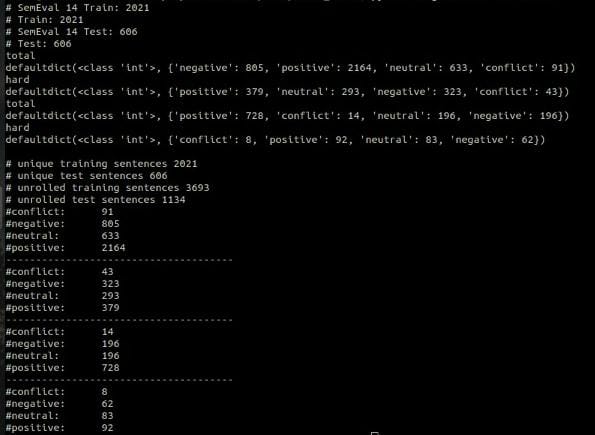 # SemEval 14 Train: 2021
# Train: 2021
# SemEval 14 Test: 606
# Test: 606
total
defaultdict(<class 'int'>, {'negative': 805, 'positive': 2164, 'neutral': 633, 'conflict': 91})
hard
defaultdict(<class 'int'>, {'positive': 379, 'neutral': 293, 'negative': 323, 'conflict': 43})
total
defaultdict(<class 'int'>, {'positive': 728, 'conflict': 14, 'neutral': 196, 'negative': 196})
hard
defaultdict(<class 'int'>, {'conflict': 8, 'positive': 92, 'neutral': 83, 'negative': 62})
# unique training sentences 2021
# unique test sentences 606
# unrolled training sentences 3693
# unrolled test sentences 1134
#conflict: 91
#negative: 805
#neutral: 633
#positive: 2164
--------------------------------------
#conflict: 43
#negative: 323
#neutral: 293
#positive: 379
--------------------------------------
#conflict: 14
#negative: 196
#neutral: 196
#positive: 728
--------------------------------------
#conflict: 8
#negative: 62
#neutral: 83
#positive: 92